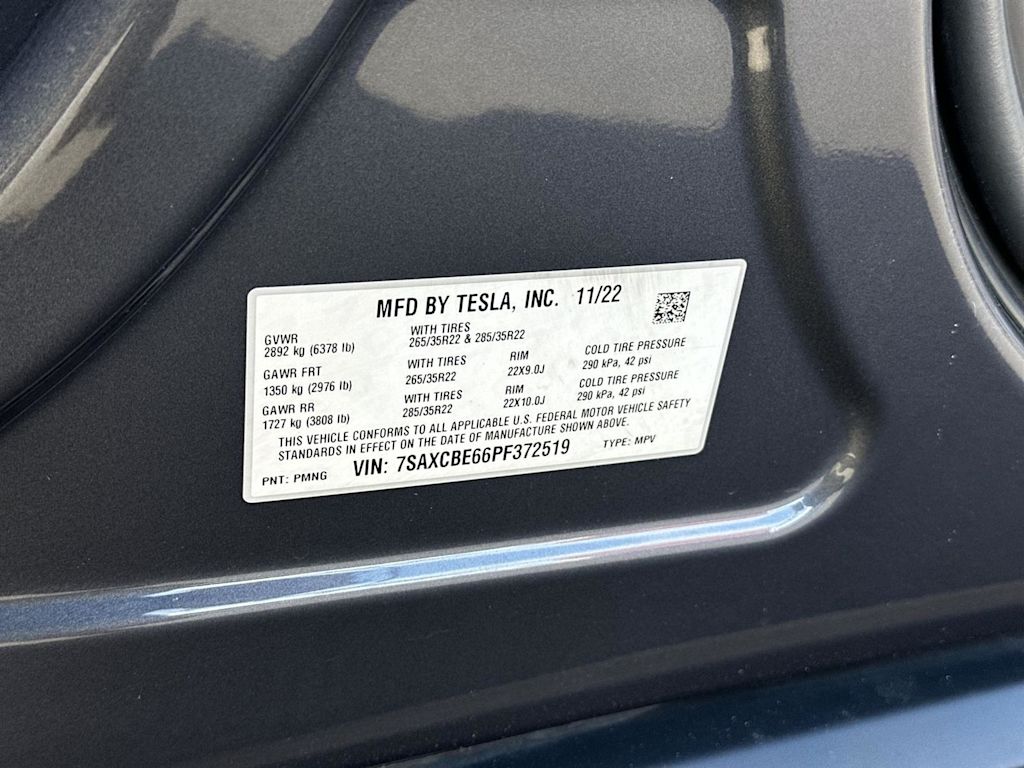 MFD BY TESLA, INC. 11/22
GVWR
2892 kg (6378 lb)
WITH TIRES
265/35R22 & 285/35R22
GAWR FRT
1350 kg (2976 lb)
WITH TIRES
265/35R22
RIM
22X9.0J
COLD TIRE PRESSURE
290 kPa, 42 psi
GAWR RR
1727 kg (3808 lb)
WITH TIRES
285/35R22
RIM
22X10.0J
COLD TIRE PRESSURE
290 kPa, 42 psi
THIS VEHICLE CONFORMS TO ALL APPLICABLE U.S. FEDERAL MOTOR VEHICLE SAFETY
STANDARDS IN EFFECT ON THE DATE OF MANUFACTURE SHOWN ABOVE.
PNT: PMNG VIN: 7SAXCBE66PF372519 TYPE: MPV